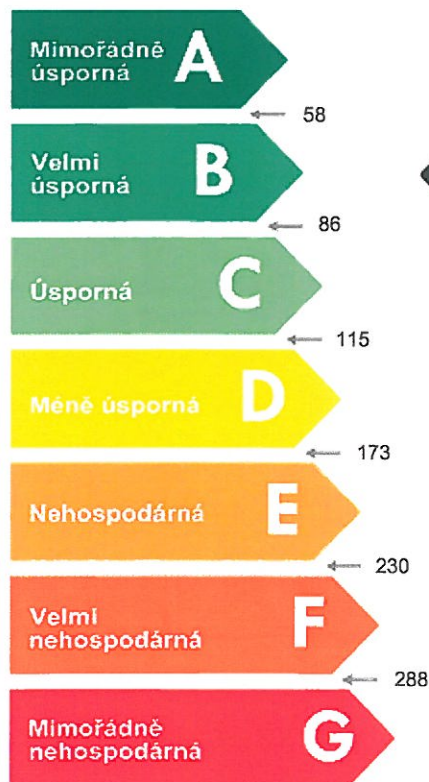 Mimořádně
úsporná
A
58
Velmi
úsporná
B
86
Úsporná
C
115
Méně úsporná
D
173
Nehospodárná
E
230
Velmi
nehospodárná
F
288
Mimořádně
nehospodárná
G